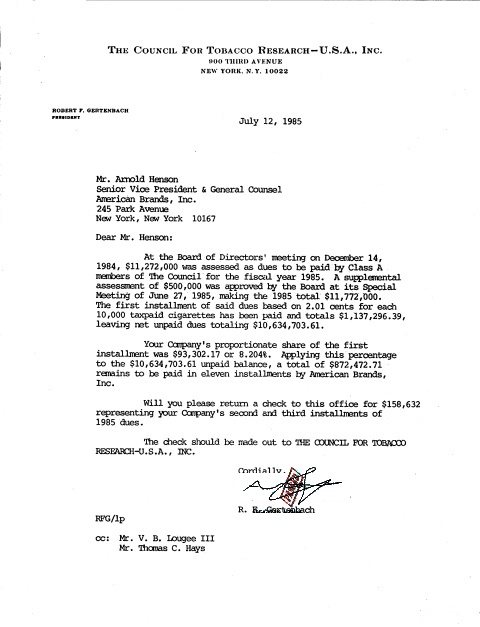 THE COUNCIL FOR TOBACCO RESEARCH—U.S.A., INC.
900 THIRD AVENUE
NEW YORK, N.Y. 10022
ROBERT F. GERTENBACH
PRESIDENT
July 12, 1985
Mr. Arnold Henson
Senior Vice President & General Counsel
American Brands, Inc.
245 Park Avenue
New York, New York 10167
Dear Mr. Henson:
At the Board of Directors' meeting on December 14,
1984, $11,272,000 was assessed as dues to be paid by Class A
members of The Council for the fiscal year 1985. A supplemental
assessment of $500,000 was approved by the Board at its Special
Meeting of June 27, 1985, making the 1985 total $11,772,000.
The first installment of said dues based on 2.01 cents for each
10,000 taxpaid cigarettes has been paid and totals $1,137,296.39,
leaving net unpaid dues totaling $10,634,703.61.
Your Company's proportionate share of the first
installment was $93,302.17 or 8.204%. Applying this percentage
to the $10,634,703.61 unpaid balance, a total of $872,472.71
remains to be paid in eleven installments by American Brands,
Inc.
Will you please return a check to this office for $158,632
representing your Company's second and third installments of
1985 dues.
The check should be made out to THE COUNCIL FOR TOBACCO
RESEARCH-U.S.A., INC.
Cordially,
R. F. Gertenbach
RFG/lp
cc: Mr. V. B. Lougee III
Mr. Thomas C. Hays